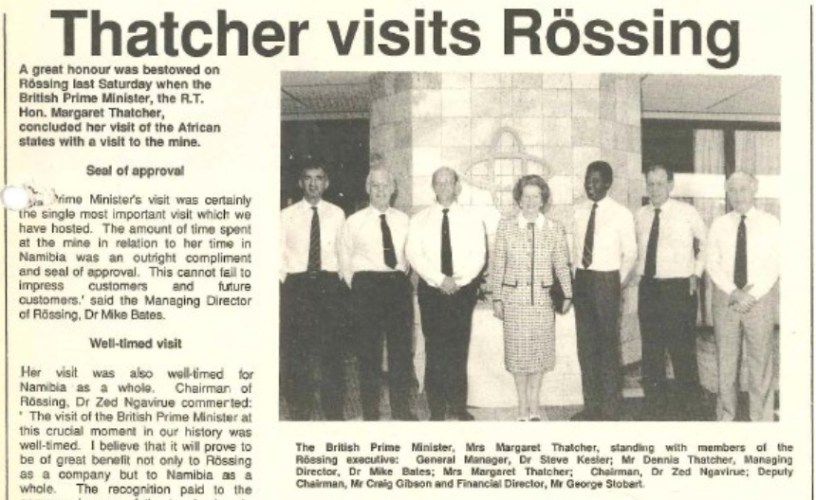 Thatcher visits Rössing
A great honour was bestowed on
Rössing last Saturday when the
British Prime Minister, the R.T.
Hon. Margaret Thatcher,
concluded her visit of the African
states with a visit to the mine.
Seal of approval
Prime Minister's visit was certainly
the single most important visit which we
have hosted. The amount of time spent
at the mine in relation to her time in
Namibia was an outright compliment
and seal of approval. This cannot fail to
impress customers and future
customers.' said the Managing Director
of Rössing, Dr Mike Bates.
Well-timed visit
Her visit was also well-timed for
Namibia as a whole. Chairman of
Rössing, Dr Zed Ngavirue commented:
' The visit of the British Prime Minister at
this crucial moment in our history was
well-timed. I believe that it will prove to
be of great benefit not only to Rössing
as a company but to Namibia as a
whole. The recognition paid to the
The British Prime Minister, Mrs Margaret Thatcher, standing with members of the
Rössing executive: General Manager, Dr Steve Kesler; Mr Dennis Thatcher, Managing
Director, Dr Mike Bates; Mrs Margaret Thatcher; Chairman, Dr Zed Ngavirue; Deputy
Chairman, Mr Craig Gibson and Financial Director, Mr George Stobart.